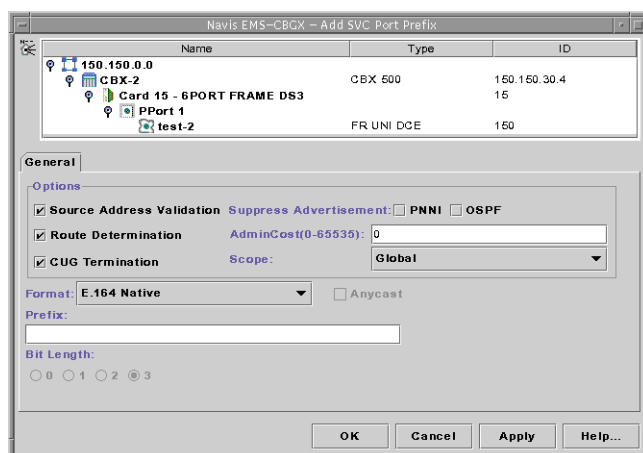 Navis EMS-CBGX - Add SVC Port Prefix
Name Type ID
150.150.0.0
CBX-2 CBX 500 150.150.30.4
Card 15 - 6PORT FRAME DS3 15
PPort 1
test-2 FR UNI DCE 150
General
Options
Source Address Validation Suppress Advertisement: PNNI OSPF
Route Determination AdminCost(0-65535): 0
CUG Termination Scope: Global
Format: E.164 Native Anycast
Prefix:
Bit Length:
0 1 2 3
OK Cancel Apply Help...